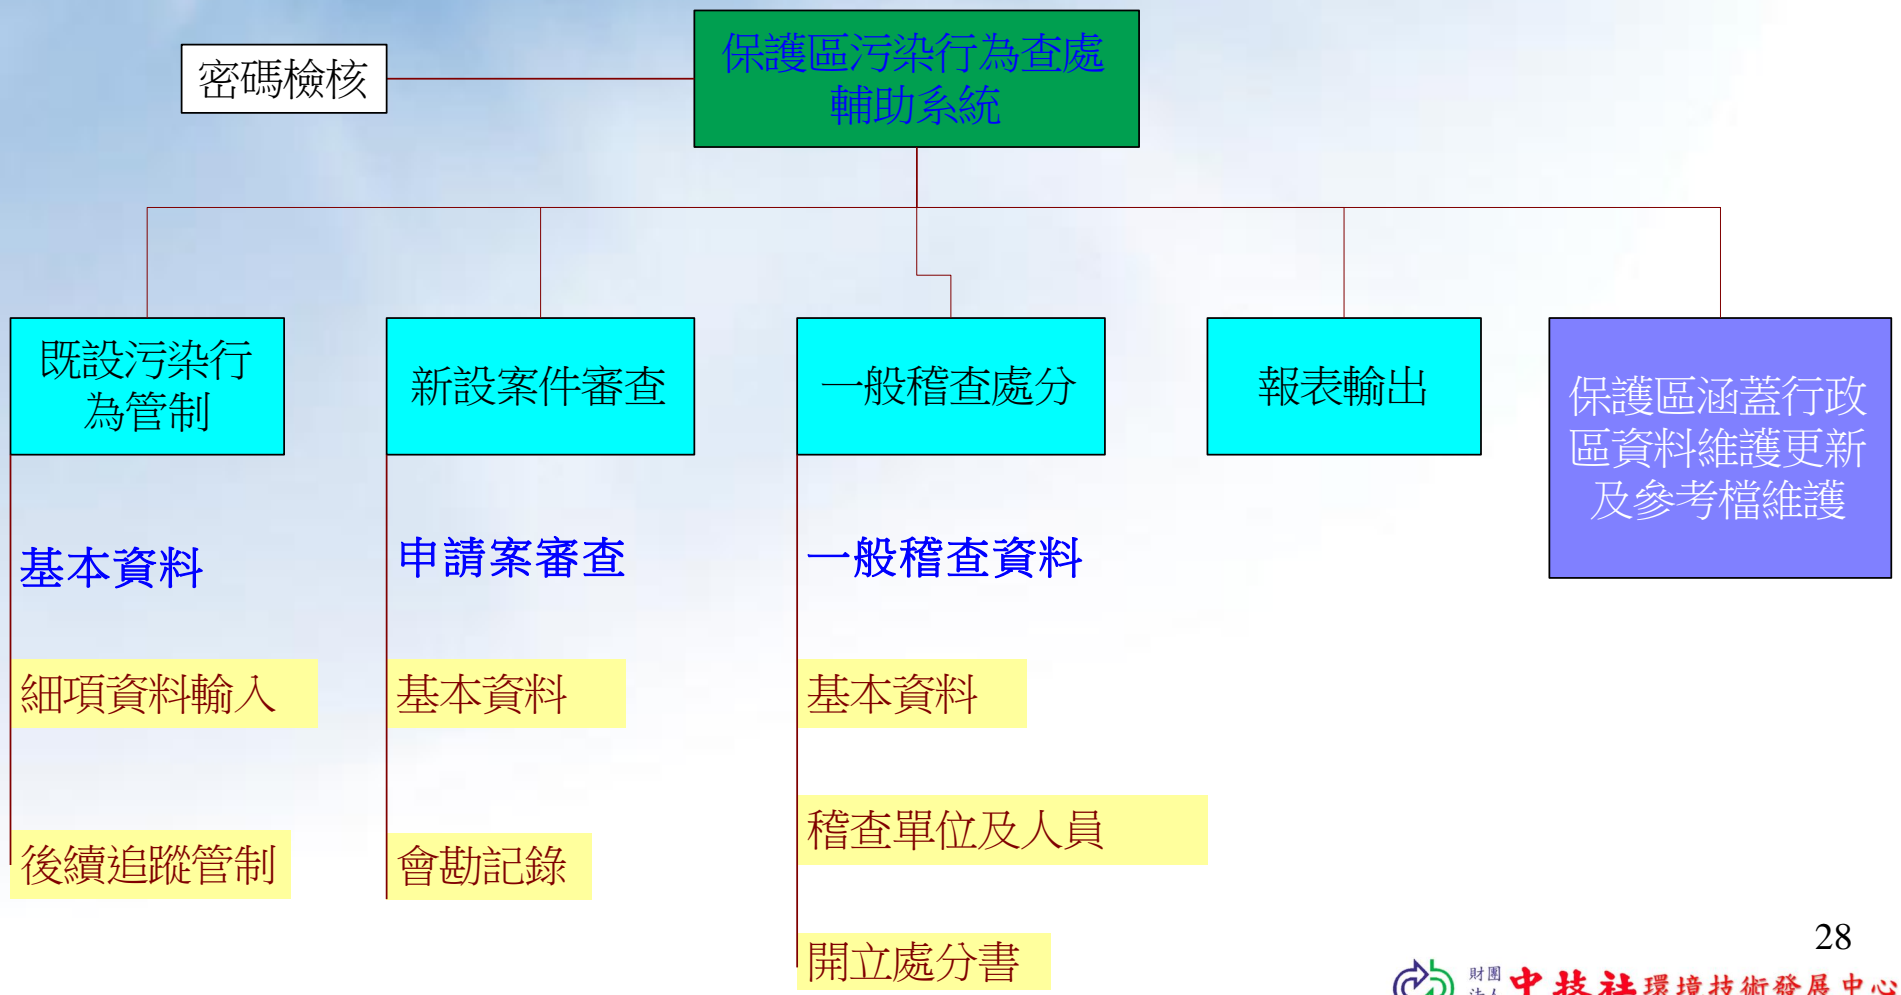 保護區污染行為查處
輔助系統
密碼檢核
既設污染行
為管制
新設案件審查
一般稽查處分
報表輸出
保護區涵蓋行政
區資料維護更新
及參考檔維護
基本資料
細項資料輸入
後續追蹤管制
申請案審查
基本資料
會勘記錄
一般稽查資料
基本資料
稽查單位及人員
開立處分書
28
財團
法人
中技社環境技術發展中心